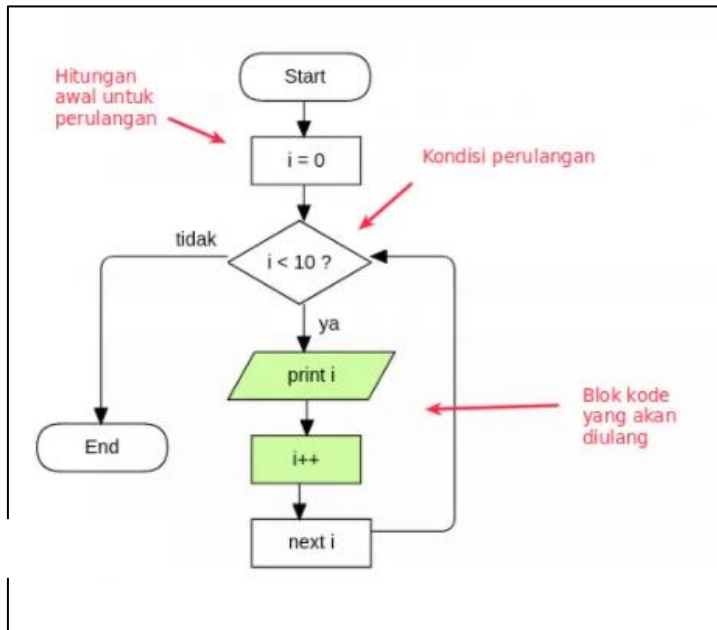 Start
Hitungan
awal untuk
perulangan
i = 0
Kondisi perulangan
tidak
i < 10 ?
ya
print i
Blok kode
yang akan
diulang
End
i++
next i